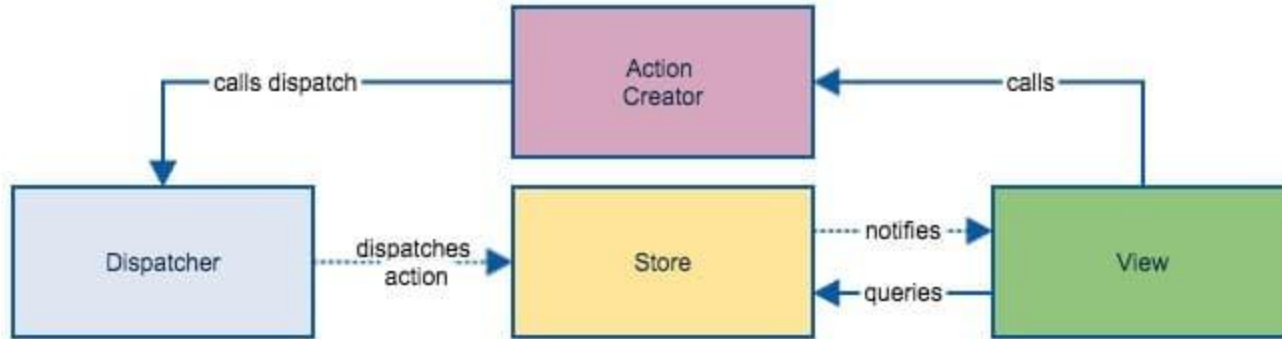 Action
Creator
calls dispatch
calls
Dispatcher
dispatches
action
Store
notifies
queries
View